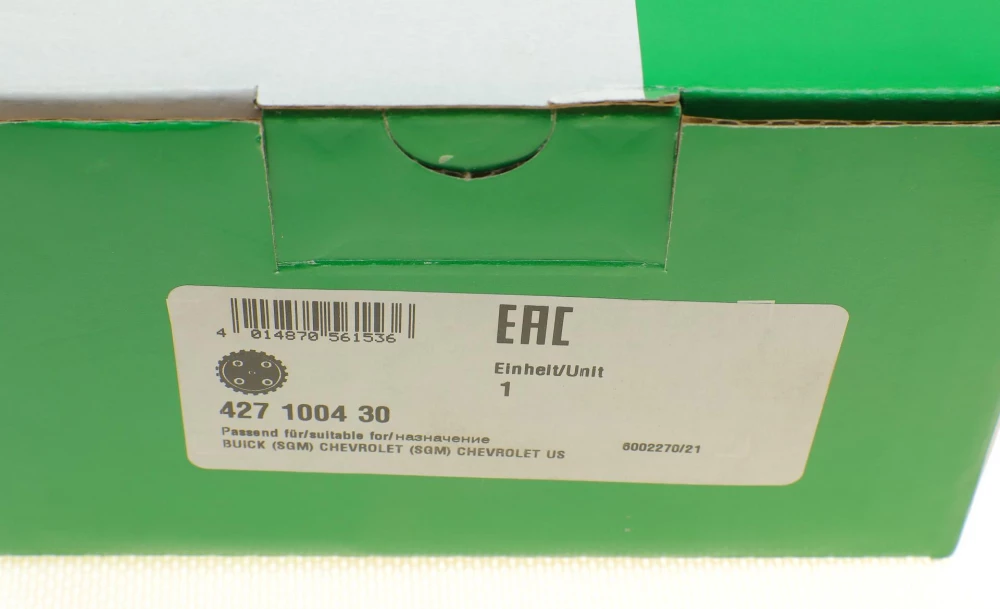 EAC
4 014870 561536
Einheit/Unit
1
427 1004 30
Passend für/suitable for/назначение
BUICK (SGM) CHEVROLET (SGM) CHEVROLET US
6002270/21